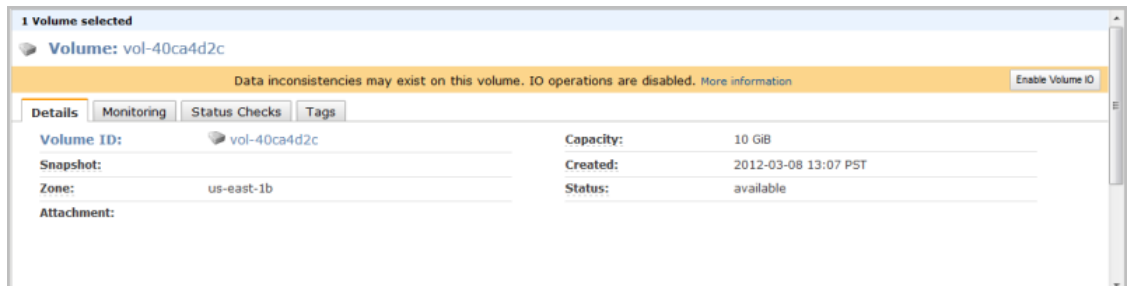 1 Volume selected
Volume: vol-40ca4d2c
Data inconsistencies may exist on this volume. IO operations are disabled. More information Enable Volume IO
Details Monitoring Status Checks Tags
Volume ID: vol-40ca4d2c Capacity: 10 GiB
Snapshot: Created: 2012-03-08 13:07 PST
Zone: us-east-1b Status: available
Attachment: